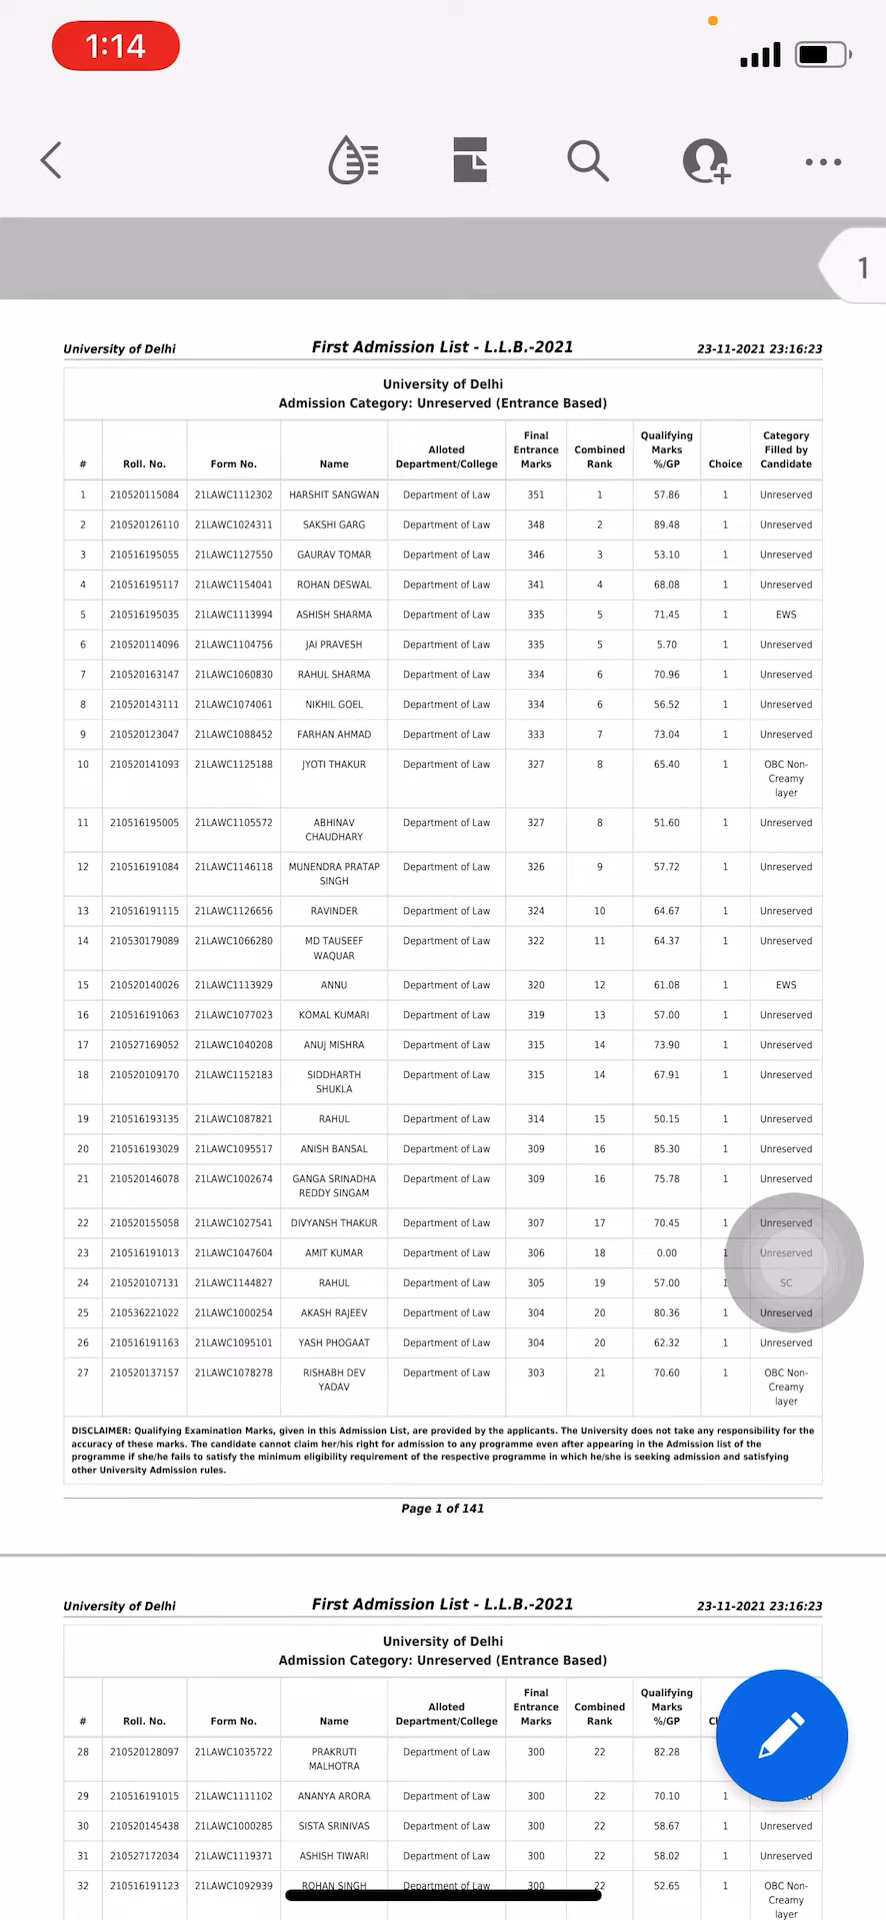 1:14
1
University of Delhi First Admission List - L.L.B.-2021 23-11-2021 23:16:23
University of Delhi
Admission Category: Unreserved (Entrance Based)
# Roll. No. Form No. Name Alloted Department/College Final Entrance Marks Combined Rank Qualifying Marks %/GP Choice Category Filled by Candidate
1 210520115084 21LAWC1112302 HARSHIT SANGWAN Department of Law 351 1 57.86 1 Unreserved
2 210520126110 21LAWC1024311 SAKSHI GARG Department of Law 348 2 89.48 1 Unreserved
3 210516195055 21LAWC1127550 GAURAV TOMAR Department of Law 346 3 53.10 1 Unreserved
4 210516195117 21LAWC1154041 ROHAN DESWAL Department of Law 341 4 68.08 1 Unreserved
5 210516195035 21LAWC1113994 ASHISH SHARMA Department of Law 335 5 71.45 1 EWS
6 210520114096 21LAWC1104756 JAI PRAVESH Department of Law 335 5 5.70 1 Unreserved
7 210520163147 21LAWC1060830 RAHUL SHARMA Department of Law 334 6 70.96 1 Unreserved
8 210520143111 21LAWC1074061 NIKHIL GOEL Department of Law 334 6 56.52 1 Unreserved
9 210520123047 21LAWC1088452 FARHAN AHMAD Department of Law 333 7 73.04 1 Unreserved
10 210520141093 21LAWC1125188 JYOTI THAKUR Department of Law 327 8 65.40 1 OBC Non-Creamy layer
11 210516195005 21LAWC1105572 ABHINAV CHAUDHARY Department of Law 327 8 51.60 1 Unreserved
12 210516191084 21LAWC1146118 MUNENDRA PRATAP SINGH Department of Law 326 9 57.72 1 Unreserved
13 210516191115 21LAWC1126656 RAVINDER Department of Law 324 10 64.67 1 Unreserved
14 210530179089 21LAWC1066280 MD TAUSEEF WAQUAR Department of Law 322 11 64.37 1 Unreserved
15 210520140026 21LAWC1113929 ANNU Department of Law 320 12 61.08 1 EWS
16 210516191063 21LAWC1077023 KOMAL KUMARI Department of Law 319 13 57.00 1 Unreserved
17 210527169052 21LAWC1040208 ANUJ MISHRA Department of Law 315 14 73.90 1 Unreserved
18 210520109170 21LAWC1152183 SIDDHARTH SHUKLA Department of Law 315 14 67.91 1 Unreserved
19 210516193135 21LAWC1087821 RAHUL Department of Law 314 15 50.15 1 Unreserved
20 210516193029 21LAWC1095517 ANISH BANSAL Department of Law 309 16 85.30 1 Unreserved
21 210520146078 21LAWC1002674 GANGA SRINADHA REDDY SINGAM Department of Law 309 16 75.78 1 Unreserved
22 210520155058 21LAWC1027541 DIVYANSH THAKUR Department of Law 307 17 70.45 1 Unreserved
23 210516191013 21LAWC1047604 AMIT KUMAR Department of Law 306 18 0.00 1 Unreserved
24 210520107131 21LAWC1144827 RAHUL Department of Law 305 19 57.00 1 SC
25 210536221022 21LAWC1000254 AKASH RAJEEV Department of Law 304 20 80.36 1 Unreserved
26 210516191163 21LAWC1095101 YASH PHOGAAT Department of Law 304 20 62.32 1 Unreserved
27 210520137157 21LAWC1078278 RISHABH DEV YADAV Department of Law 303 21 70.60 1 OBC Non-Creamy layer
DISCLAIMER: Qualifying Examination Marks, given in this Admission List, are provided by the applicants. The University does not take any responsibility for the
accuracy of these marks. The candidate cannot claim her/his right for admission to any programme even after appearing in the Admission list of the
programme if she/he fails to satisfy the minimum eligibility requirement of the respective programme in which he/she is seeking admission and satisfying
other University Admission rules.
Page 1 of 141
University of Delhi First Admission List - L.L.B.-2021 23-11-2021 23:16:23
University of Delhi
Admission Category: Unreserved (Entrance Based)
# Roll. No. Form No. Name Alloted Department/College Final Entrance Marks Combined Rank Qualifying Marks %/GP
28 210520128097 21LAWC1035722 PRAKRUTI MALHOTRA Department of Law 300 22 82.28
29 210516191015 21LAWC1111102 ANANYA ARORA Department of Law 300 22 70.10 1
30 210520145438 21LAWC1000285 SISTA SRINIVAS Department of Law 300 22 58.67 1 Unreserved
31 210527172034 21LAWC1119371 ASHISH TIWARI Department of Law 300 22 58.02 1 Unreserved
32 210516191123 21LAWC1092939 ROHAN SINGH Department of Law 300 22 52.65 1 OBC Non-Creamy layer